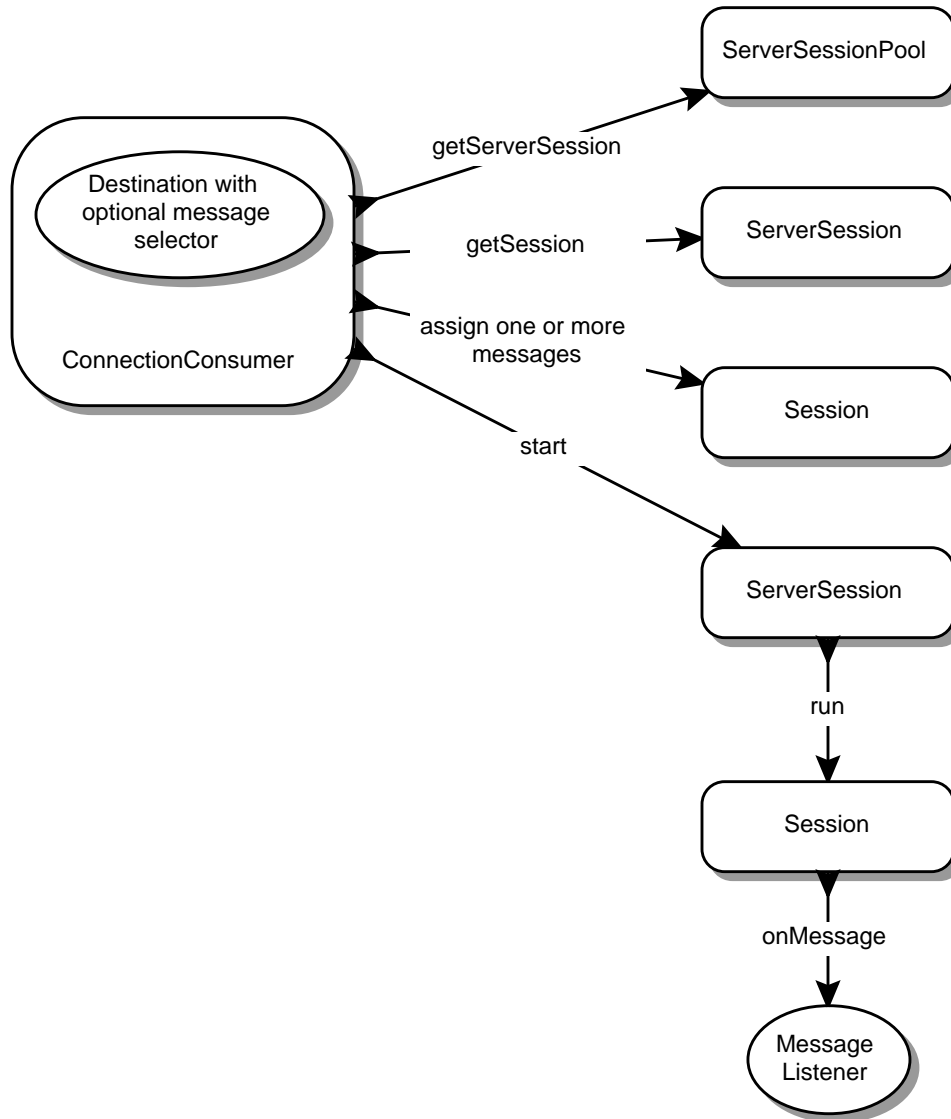 ServerSessionPool
getServerSession
Destination with
optional message
selector
getSession
ServerSession
assign one or more
messages
ConnectionConsumer
Session
start
ServerSession
run
Session
onMessage
Message
Listener